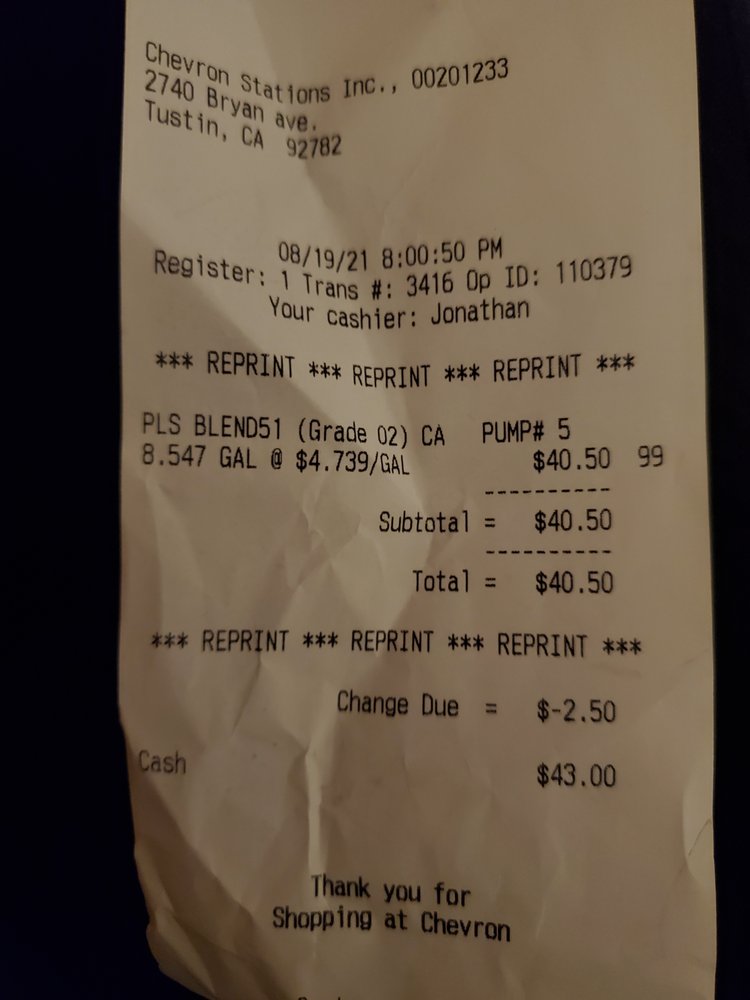 Chevron Stations Inc., 00201233
2740 Bryan ave.
Tustin, CA 92782
08/19/21 8:00:50 PM
Register: 1 Trans #: 3416 Op ID: 110379
Your cashier: Jonathan
*** REPRINT *** REPRINT *** REPRINT ***
PLS BLEND51 (Grade 02) CA PUMP# 5
8.547 GAL @ $4.739/GAL $40.50 99
----------
Subtotal = $40.50
----------
Total = $40.50
*** REPRINT *** REPRINT *** REPRINT ***
Change Due = $-2.50
Cash $43.00
Thank you for
Shopping at Chevron